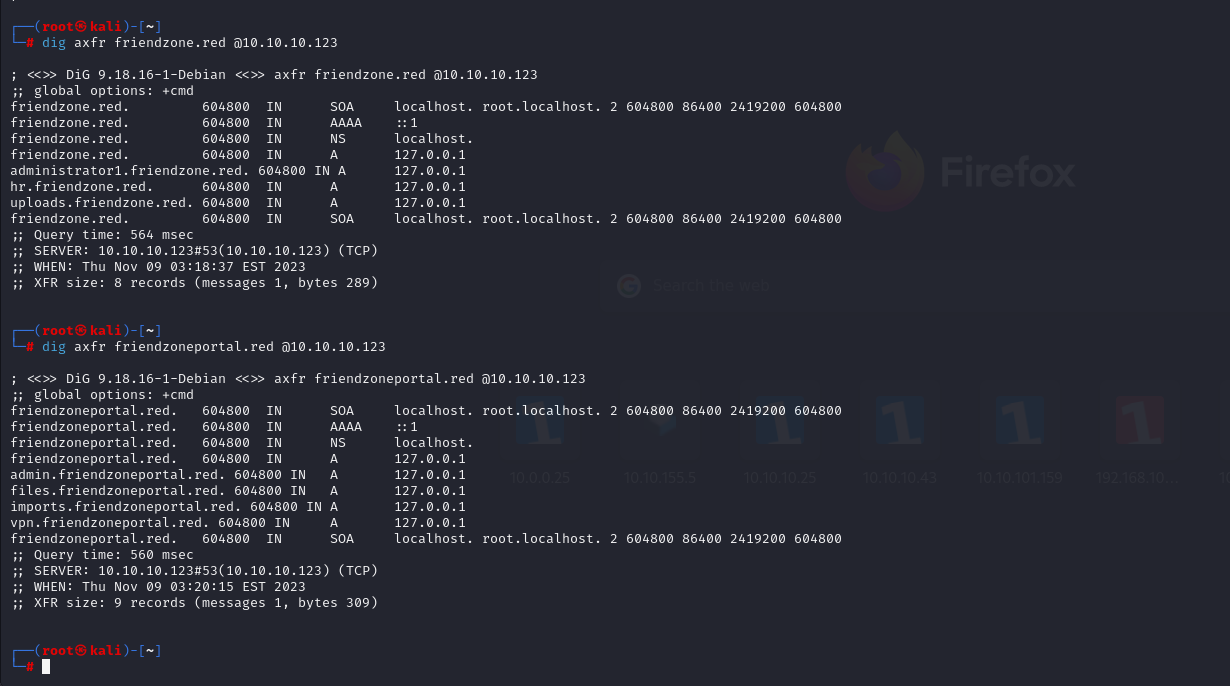 ┌──(root㉿kali)-[~]
└─# dig axfr friendzone.red @10.10.10.123
; <<>> DiG 9.18.16-1-Debian <<>> axfr friendzone.red @10.10.10.123
;; global options: +cmd
friendzone.red. 604800 IN SOA localhost. root.localhost. 2 604800 86400 2419200 604800
friendzone.red. 604800 IN AAAA ::1
friendzone.red. 604800 IN NS localhost.
friendzone.red. 604800 IN A 127.0.0.1
administrator1.friendzone.red. 604800 IN A 127.0.0.1
hr.friendzone.red. 604800 IN A 127.0.0.1
uploads.friendzone.red. 604800 IN A 127.0.0.1
friendzone.red. 604800 IN SOA localhost. root.localhost. 2 604800 86400 2419200 604800
;; Query time: 564 msec
;; SERVER: 10.10.10.123#53(10.10.10.123) (TCP)
;; WHEN: Thu Nov 09 03:18:37 EST 2023
;; XFR size: 8 records (messages 1, bytes 289)
┌──(root㉿kali)-[~]
└─# dig axfr friendzoneportal.red @10.10.10.123
; <<>> DiG 9.18.16-1-Debian <<>> axfr friendzoneportal.red @10.10.10.123
;; global options: +cmd
friendzoneportal.red. 604800 IN SOA localhost. root.localhost. 2 604800 86400 2419200 604800
friendzoneportal.red. 604800 IN AAAA ::1
friendzoneportal.red. 604800 IN NS localhost.
friendzoneportal.red. 604800 IN A 127.0.0.1
admin.friendzoneportal.red. 604800 IN A 127.0.0.1
files.friendzoneportal.red. 604800 IN A 127.0.0.1
imports.friendzoneportal.red. 604800 IN A 127.0.0.1
vpn.friendzoneportal.red. 604800 IN A 127.0.0.1
friendzoneportal.red. 604800 IN SOA localhost. root.localhost. 2 604800 86400 2419200 604800
;; Query time: 560 msec
;; SERVER: 10.10.10.123#53(10.10.10.123) (TCP)
;; WHEN: Thu Nov 09 03:20:15 EST 2023
;; XFR size: 9 records (messages 1, bytes 309)
┌──(root㉿kali)-[~]
└─#
Firefox
Search the web
10.0.0.25 10.10.155.5 10.10.10.25 10.10.10.43 10.10.101.159 192.168.10...